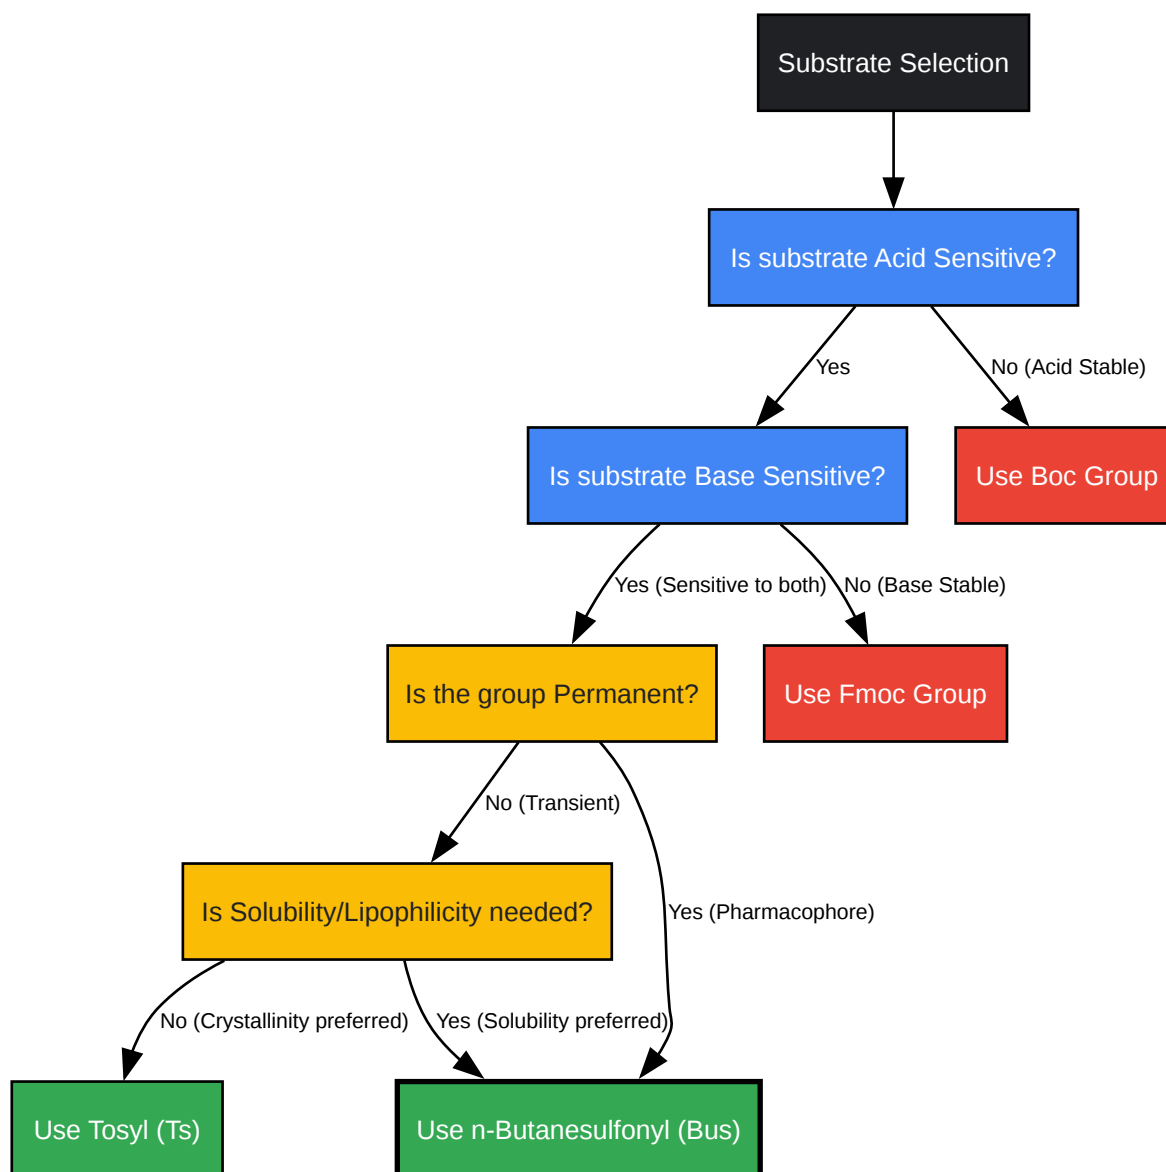 Substrate Selection
Is substrate Acid Sensitive?
Yes
No (Acid Stable)
Is substrate Base Sensitive?
Use Boc Group
Yes (Sensitive to both)
No (Base Stable)
Is the group Permanent?
Use Fmoc Group
No (Transient)
Is Solubility/Lipophilicity needed?
Yes (Pharmacophore)
No (Crystallinity preferred)
Yes (Solubility preferred)
Use Tosyl (Ts)
Use n-Butanesulfonyl (Bus)